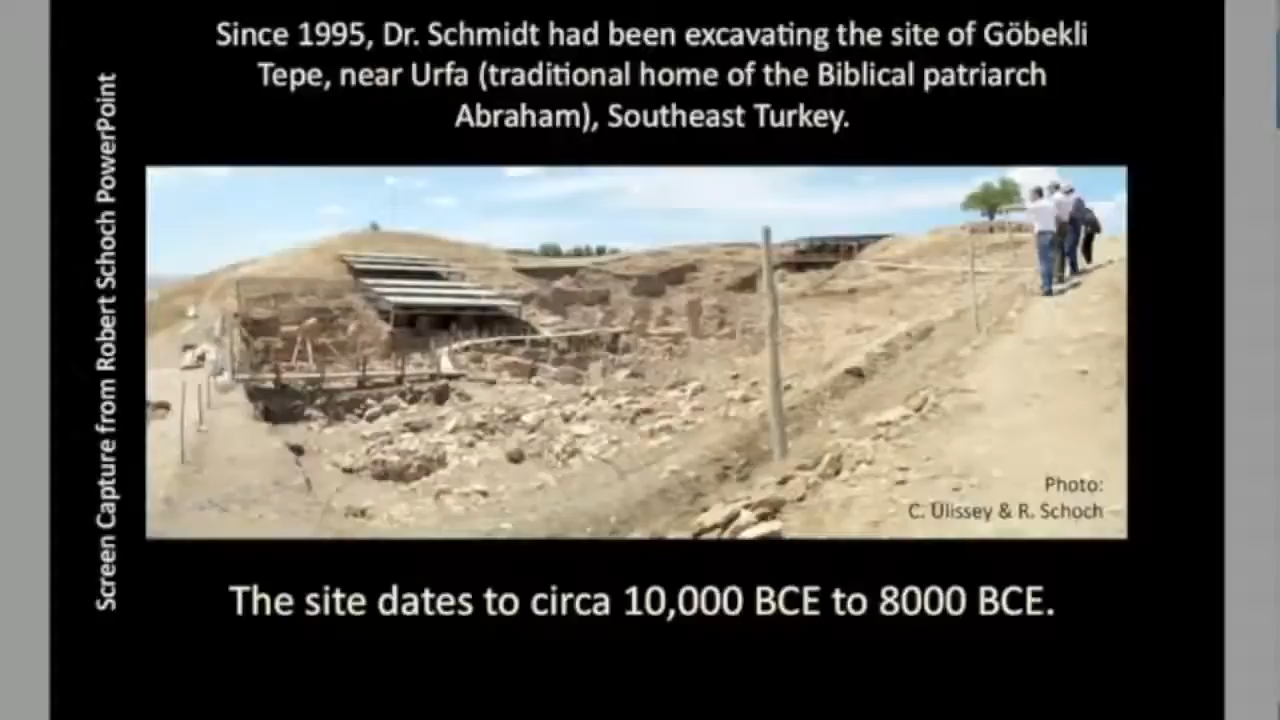 Since 1995, Dr. Schmidt had been excavating the site of Göbekli
Tepe, near Urfa (traditional home of the Biblical patriarch
Abraham), Southeast Turkey.
Screen Capture from Robert Schoch PowerPoint
Photo:
C. Ulissey & R. Schoch
The site dates to circa 10,000 BCE to 8000 BCE.